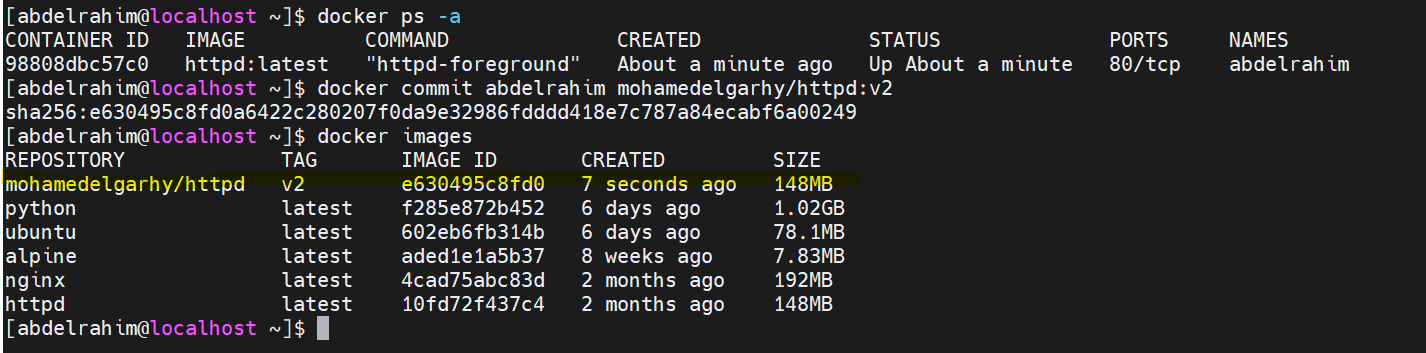 [abdelrahim@localhost ~]$ docker ps -a
CONTAINER ID   IMAGE          COMMAND              CREATED              STATUS              PORTS     NAMES
98808dbc57c0   httpd:latest   "httpd-foreground"   About a minute ago   Up About a minute   80/tcp    abdelrahim
[abdelrahim@localhost ~]$ docker commit abdelrahim mohamedelgarhy/httpd:v2
sha256:e630495c8fd0a6422c280207f0da9e32986fdddd418e7c787a84ecabf6a00249
[abdelrahim@localhost ~]$ docker images
REPOSITORY             TAG       IMAGE ID       CREATED         SIZE
mohamedelgarhy/httpd   v2        e630495c8fd0   7 seconds ago   148MB
python                 latest    f285e872b452   6 days ago      1.02GB
ubuntu                 latest    602eb6fb314b   6 days ago      78.1MB
alpine                 latest    aded1e1a5b37   8 weeks ago     7.83MB
nginx                  latest    4cad75abc83d   2 months ago    192MB
httpd                  latest    10fd72f437c4   2 months ago    148MB
[abdelrahim@localhost ~]$